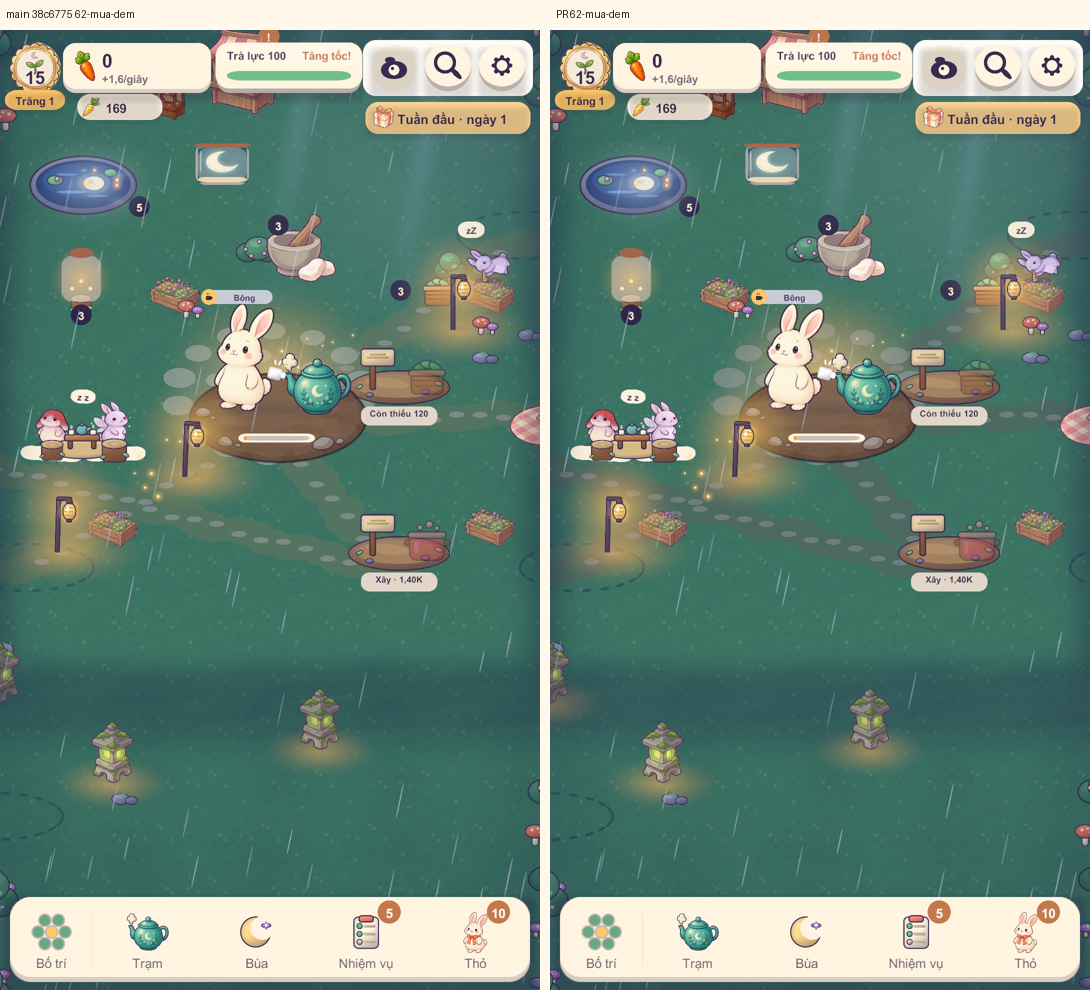 main 38c6775 62-mua-dem
15
Trăng 1
0
+1,6/giây
169
Trà lực 100
Tăng tốc!
!
Tuần đầu · ngày 1
5
3
zZ
3
3
Bông
Còn thiếu 120
z z
Xây · 1,40K
Bố trí
Trạm
Bùa
5
Nhiệm vụ
10
Thỏ
PR62-mua-dem
15
Trăng 1
0
+1,6/giây
169
Trà lực 100
Tăng tốc!
!
Tuần đầu · ngày 1
5
3
zZ
3
3
Bông
Còn thiếu 120
z z
Xây · 1,40K
Bố trí
Trạm
Bùa
5
Nhiệm vụ
10
Thỏ